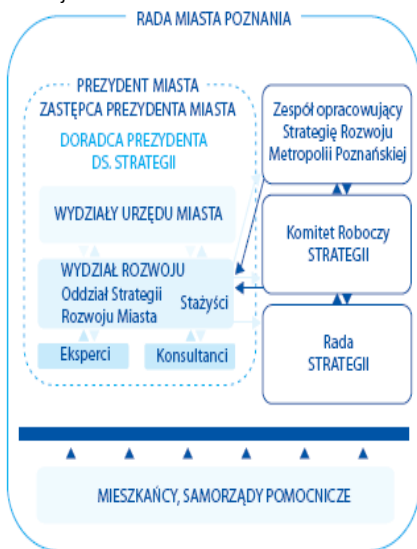 RADA MIASTA POZNANIA
PREZYDENT MIASTA
ZASTĘPCA PREZYDENTA MIASTA
DORADCA PREZYDENTA
DS. STRATEGII
WYDZIAŁY URZĘDU MIASTA
WYDZIAŁ ROZWOJU
Oddział Strategii
Rozwoju Miasta
Stażyści
Eksperci
Konsultanci
Zespół opracowujący
Strategię Rozwoju
Metropolii Poznańskiej
Komitet Roboczy
STRATEGII
Rada
STRATEGII
MIESZKAŃCY, SAMORZĄDY POMOCNICZE